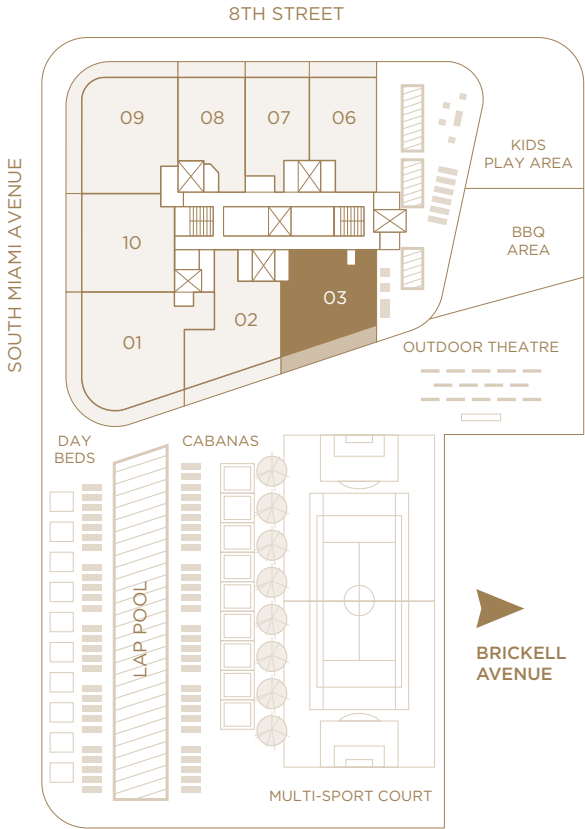 8TH STREET
SOUTH MIAMI AVENUE
09
08
07
06
KIDS
PLAY AREA
BBQ
AREA
10
03
02
01
OUTDOOR THEATRE
DAY
BEDS
CABANAS
LAP POOL
BRICKELL
AVENUE
MULTI-SPORT COURT